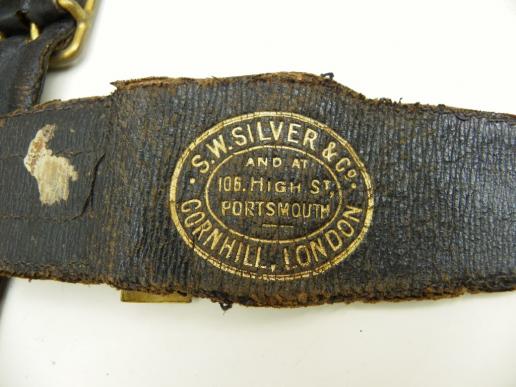 S.W. SILVER & Co.
AND AT
106, HIGH ST,
PORTSMOUTH
CORNHILL, LONDON